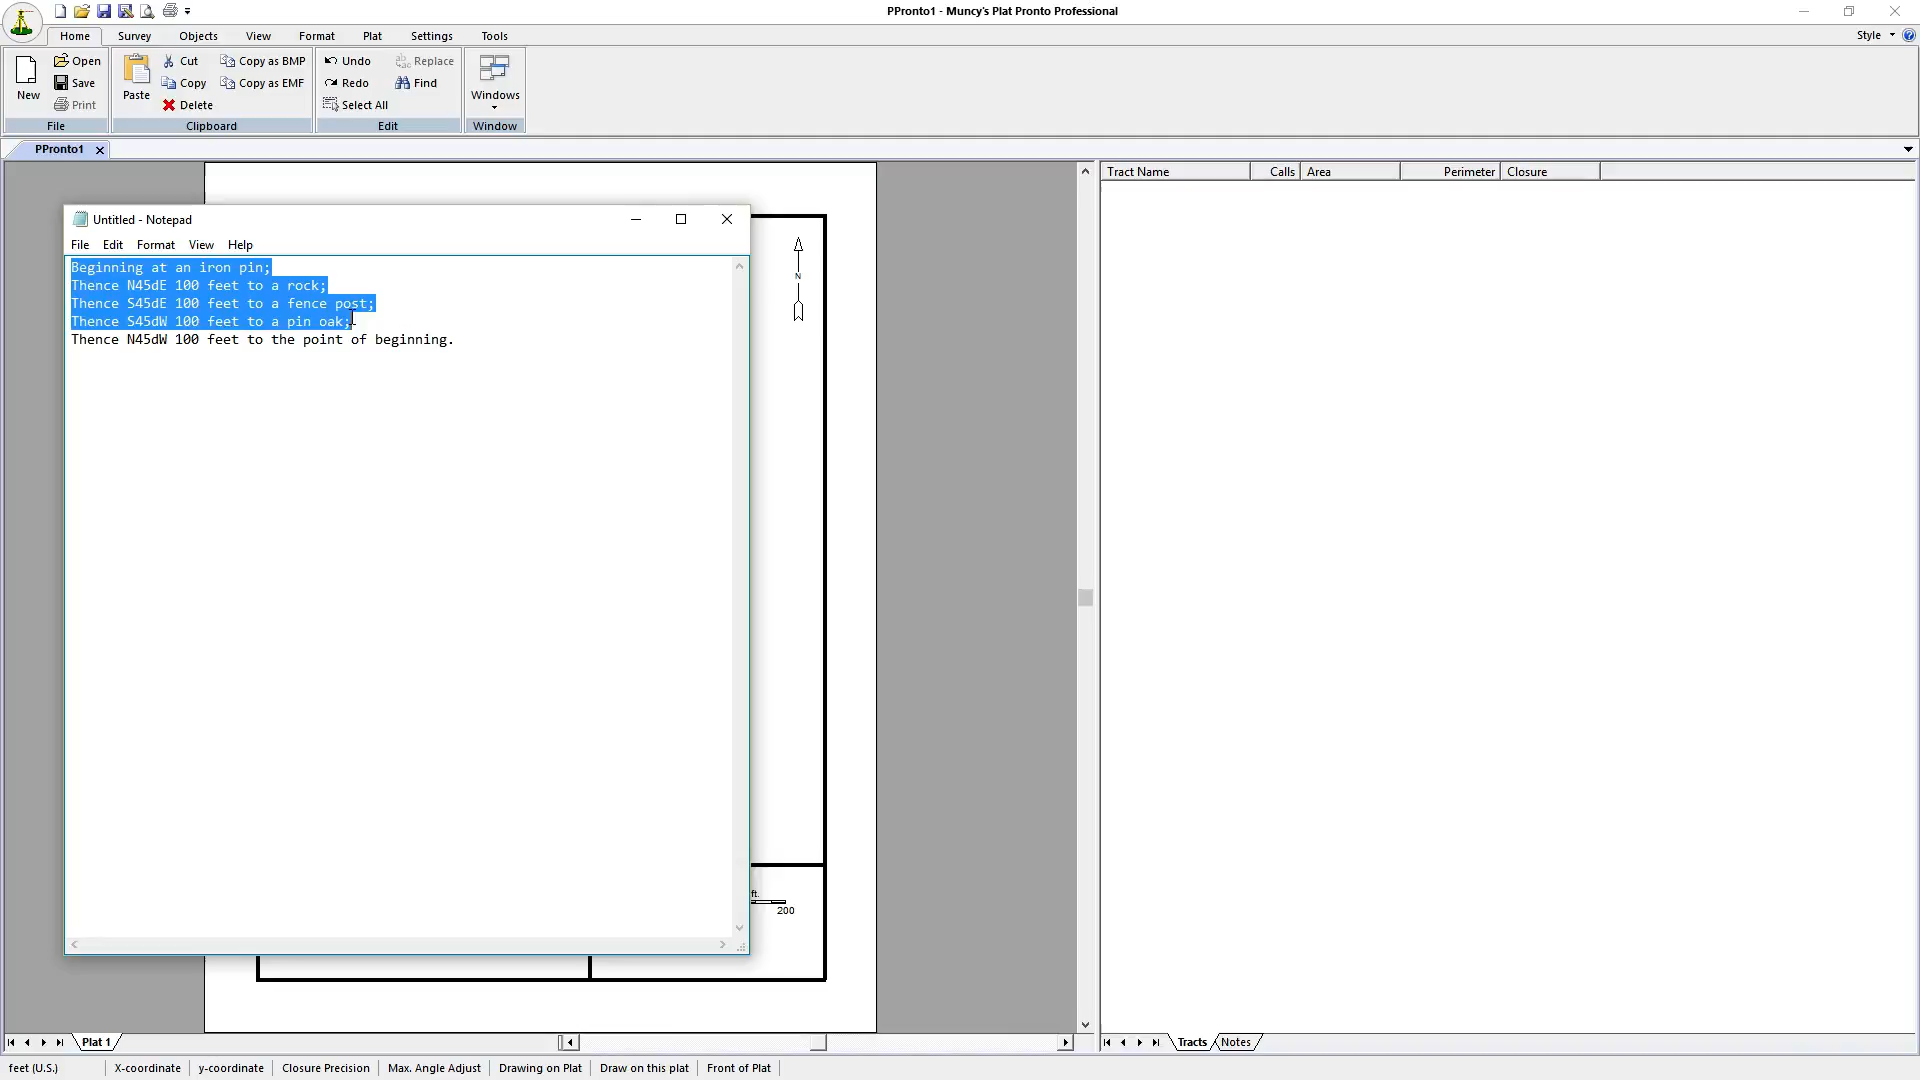 PPronto1 - Muncy's Plat Pronto Professional
Home Survey Objects View Format Plat Settings Tools
Style
New
Open
Save
Print
File
Paste
Cut
Copy
Delete
Copy as BMP
Copy as EMF
Clipboard
Undo
Redo
Select All
Replace
Find
Edit
Windows
Window
PPronto1
Tract Name Calls Area Perimeter Closure
Untitled - Notepad
File Edit Format View Help
Beginning at an iron pin;
Thence N45dE 100 feet to a rock;
Thence S45dE 100 feet to a fence post;
Thence S45dW 100 feet to a pin oak;
Thence N45dW 100 feet to the point of beginning.
N
ft.
200
Plat 1
Tracts Notes
feet (U.S.) X-coordinate y-coordinate Closure Precision Max. Angle Adjust Drawing on Plat Draw on this plat Front of Plat